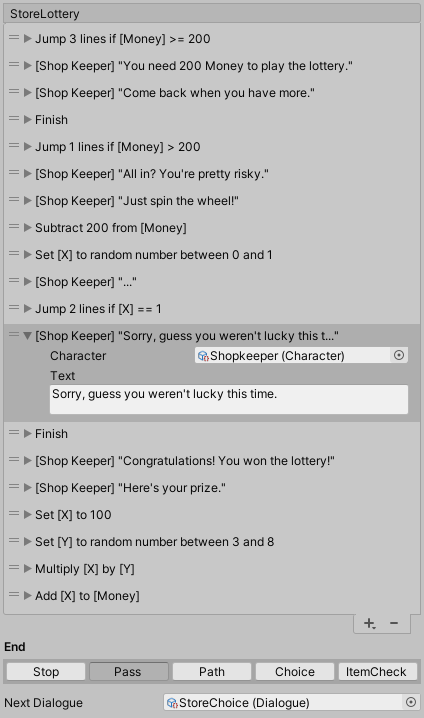 StoreLottery
Jump 3 lines if [Money] >= 200
[Shop Keeper] "You need 200 Money to play the lottery."
[Shop Keeper] "Come back when you have more."
Finish
Jump 1 lines if [Money] > 200
[Shop Keeper] "All in? You're pretty risky."
[Shop Keeper] "Just spin the wheel!"
Subtract 200 from [Money]
Set [X] to random number between 0 and 1
[Shop Keeper] "..."
Jump 2 lines if [X] == 1
[Shop Keeper] "Sorry, guess you weren't lucky this t..."
Character Shopkeeper (Character)
Text
Sorry, guess you weren't lucky this time.
Finish
[Shop Keeper] "Congratulations! You won the lottery!"
[Shop Keeper] "Here's your prize."
Set [X] to 100
Set [Y] to random number between 3 and 8
Multiply [X] by [Y]
Add [X] to [Money]
End
Stop Pass Path Choice ItemCheck
Next Dialogue StoreChoice (Dialogue)